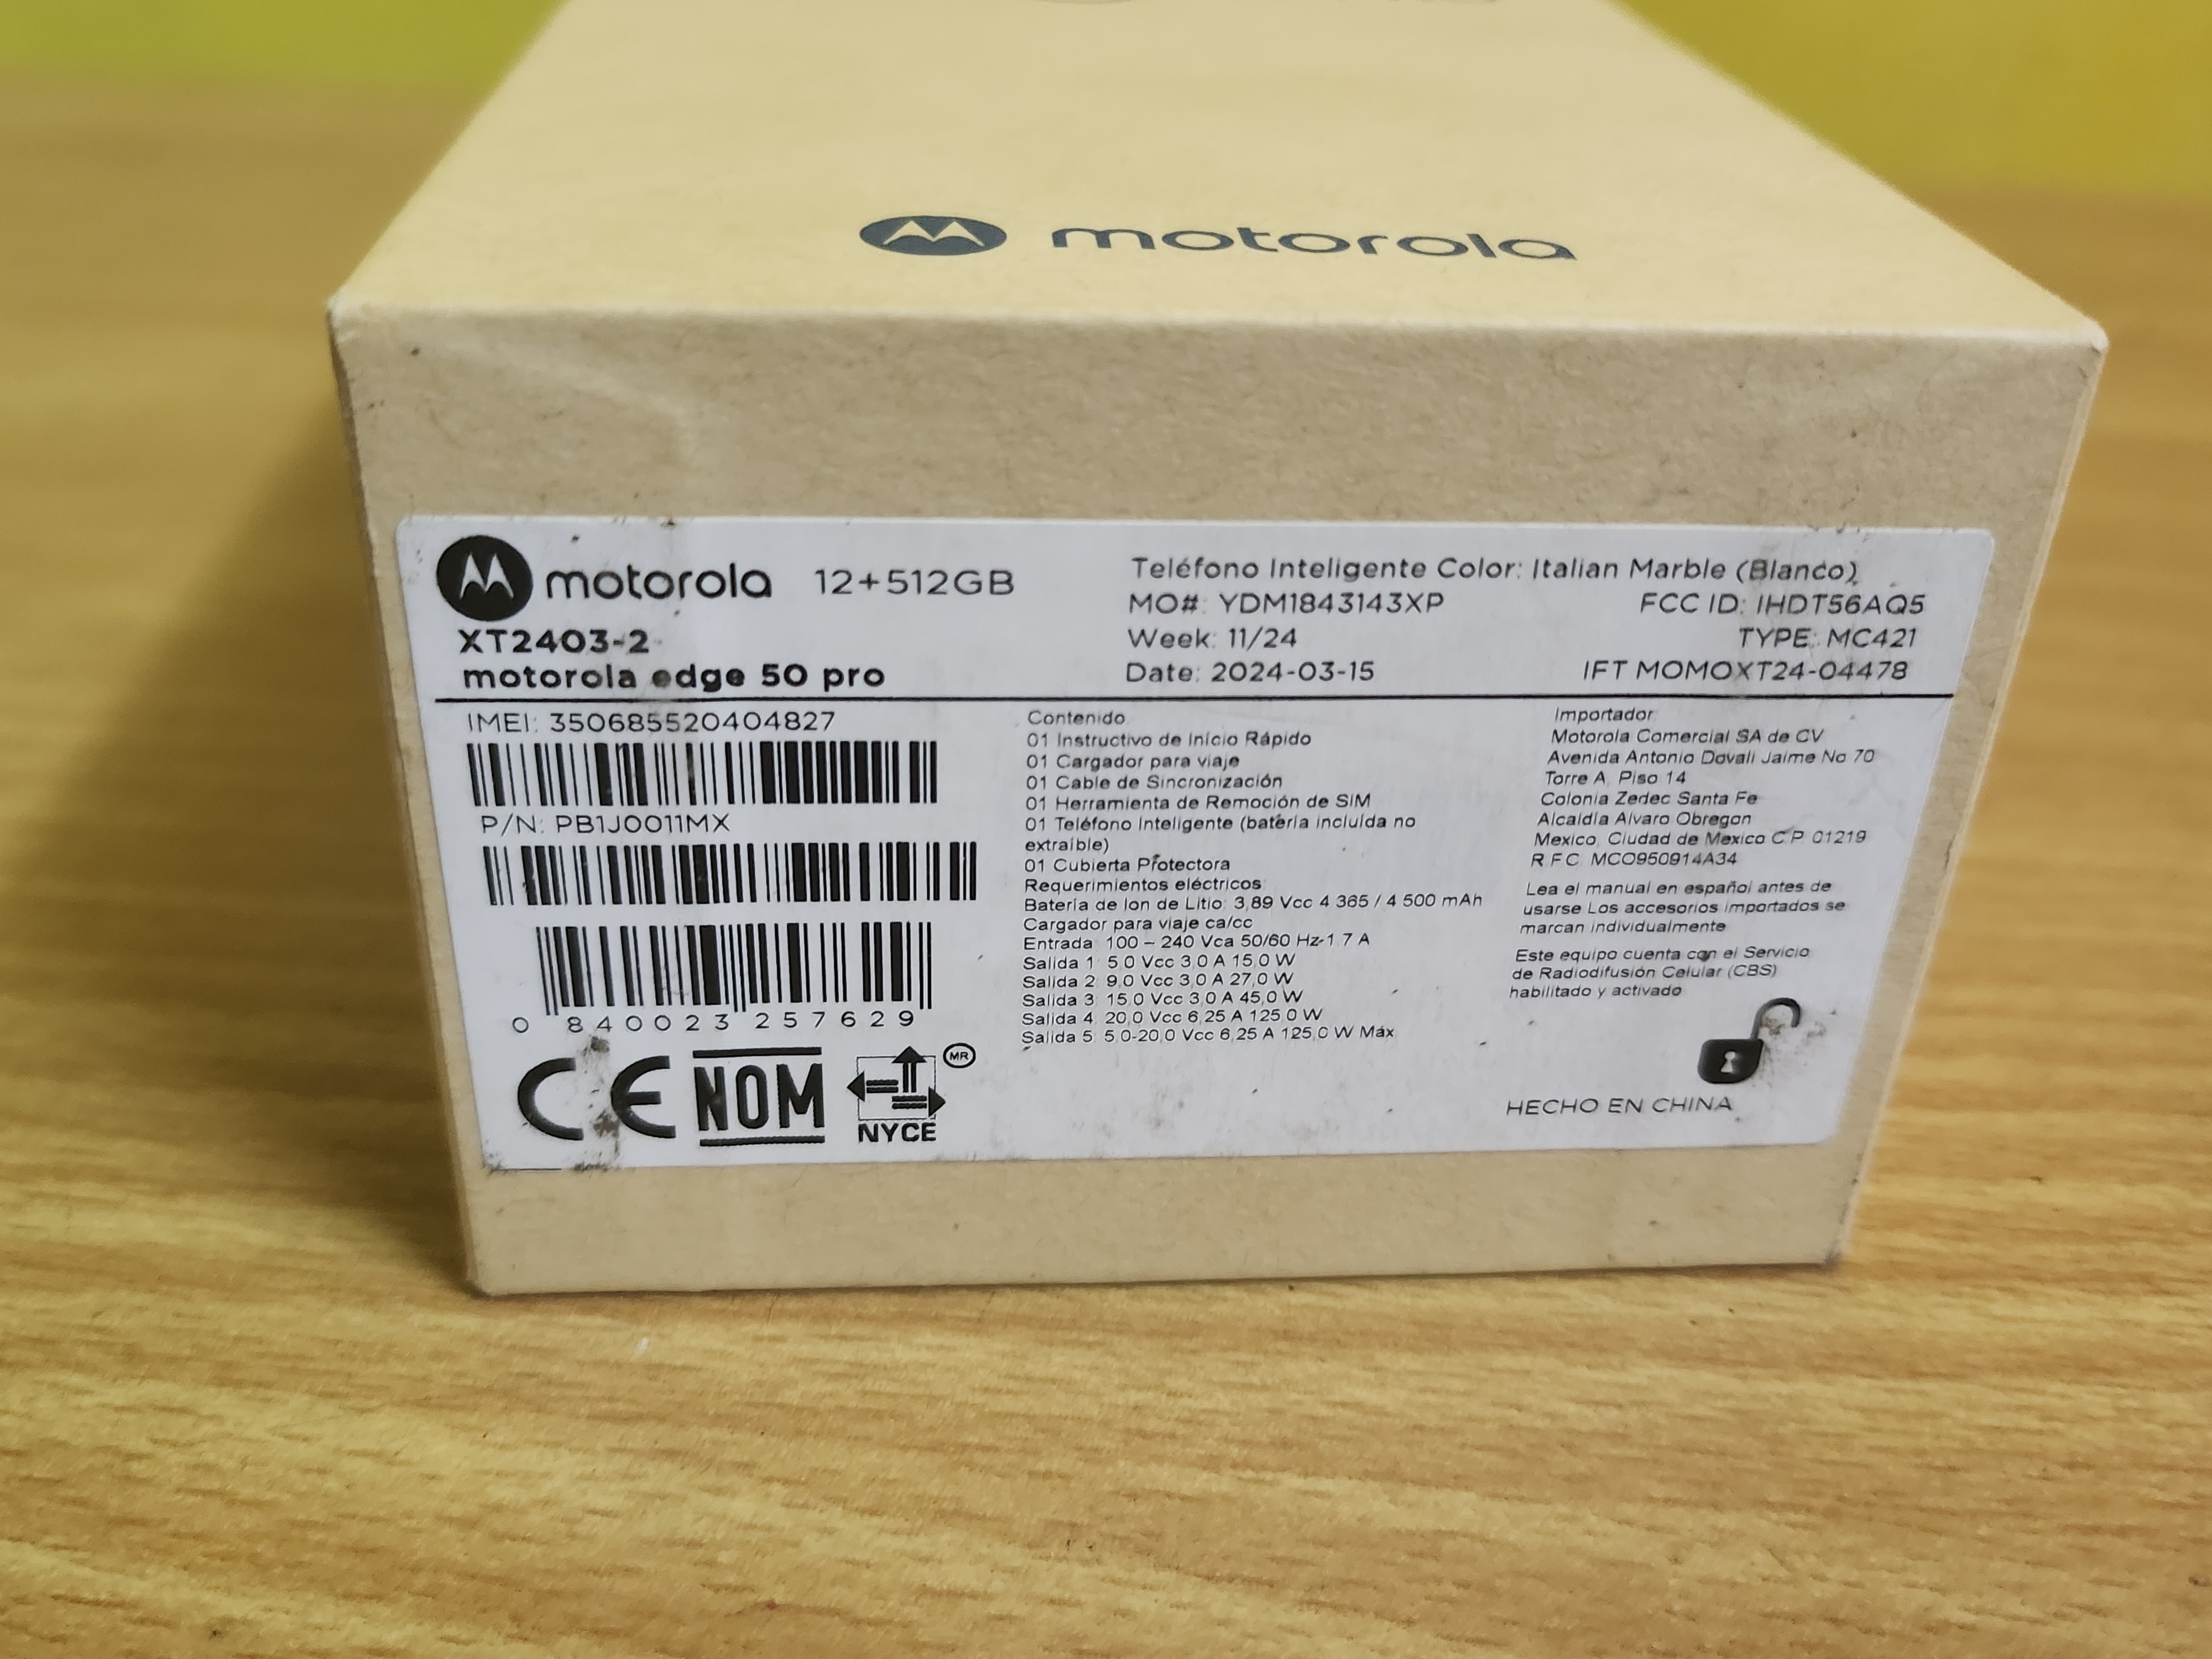 motorola
motorola 12+512GB
XT2403-2
motorola edge 50 pro
Teléfono Inteligente Color: Italian Marble (Blanco)
MO#: YDM1843143XP FCC ID: IHDT56AQ5
Week: 11/24 TYPE: MC421
Date: 2024-03-15 IFT MOMOXT24-04478
IMEI: 350685520404827
P/N: PB1J0011MX
0 84002325762 9
CE NOM NYCE MR
Contenido
01 Instructivo de Inicio Rápido
01 Cargador para viaje
01 Cable de Sincronización
01 Herramienta de Remoción de SIM
01 Teléfono Inteligente (batería incluída no
extraíble)
01 Cubierta Protectora
Requerimientos eléctricos
Batería de Ion de Litio: 3,89 Vcc 4 365 / 4 500 mAh
Cargador para viaje ca/cc
Entrada: 100 – 240 Vca 50/60 Hz-1.7 A
Salida 1: 5,0 Vcc 3,0 A 15,0 W
Salida 2: 9,0 Vcc 3,0 A 27,0 W
Salida 3: 15,0 Vcc 3,0 A 45,0 W
Salida 4: 20,0 Vcc 6,25 A 125,0 W
Salida 5: 5,0-20,0 Vcc 6,25 A 125,0 W Máx.
Importador
Motorola Comercial SA de CV
Avenida Antonio Dovali Jaime No 70
Torre A, Piso 14
Colonia Zedec Santa Fe
Alcaldía Alvaro Obregon
Mexico, Ciudad de Mexico C.P. 01219
R.F.C. MCO950914A34
Lea el manual en español antes de
usarse Los accesorios importados se
marcan individualmente
Este equipo cuenta con el Servicio
de Radiodifusión Celular (CBS)
habilitado y activado
HECHO EN CHINA